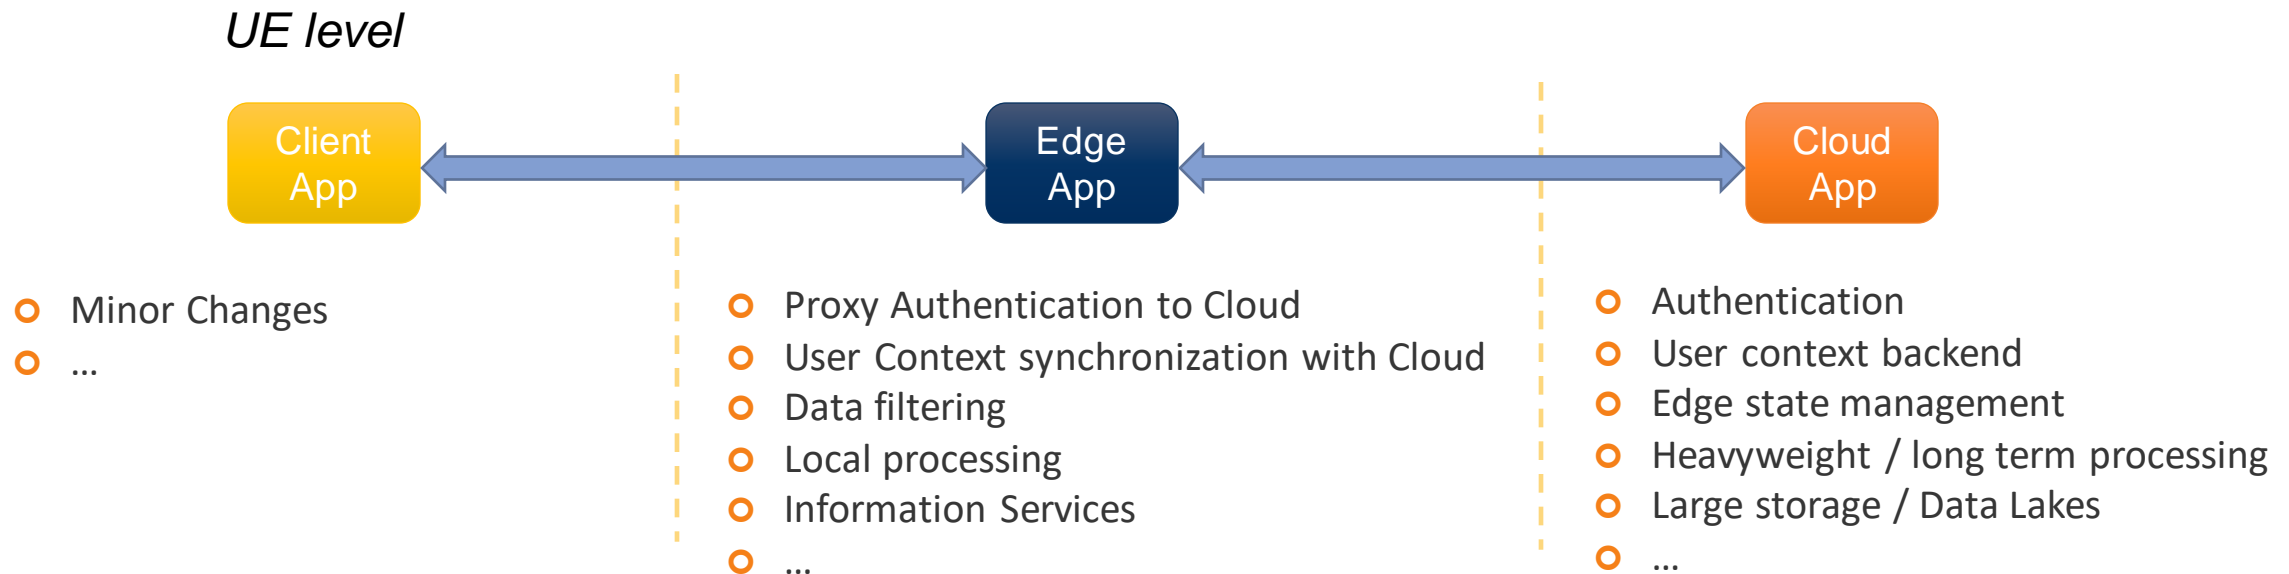 UE level
Client
App
Edge
App
Cloud
App
Minor Changes
...
Proxy Authentication to Cloud
User Context synchronization with Cloud
Data filtering
Local processing
Information Services
...
Authentication
User context backend
Edge state management
Heavyweight / long term processing
Large storage / Data Lakes
...